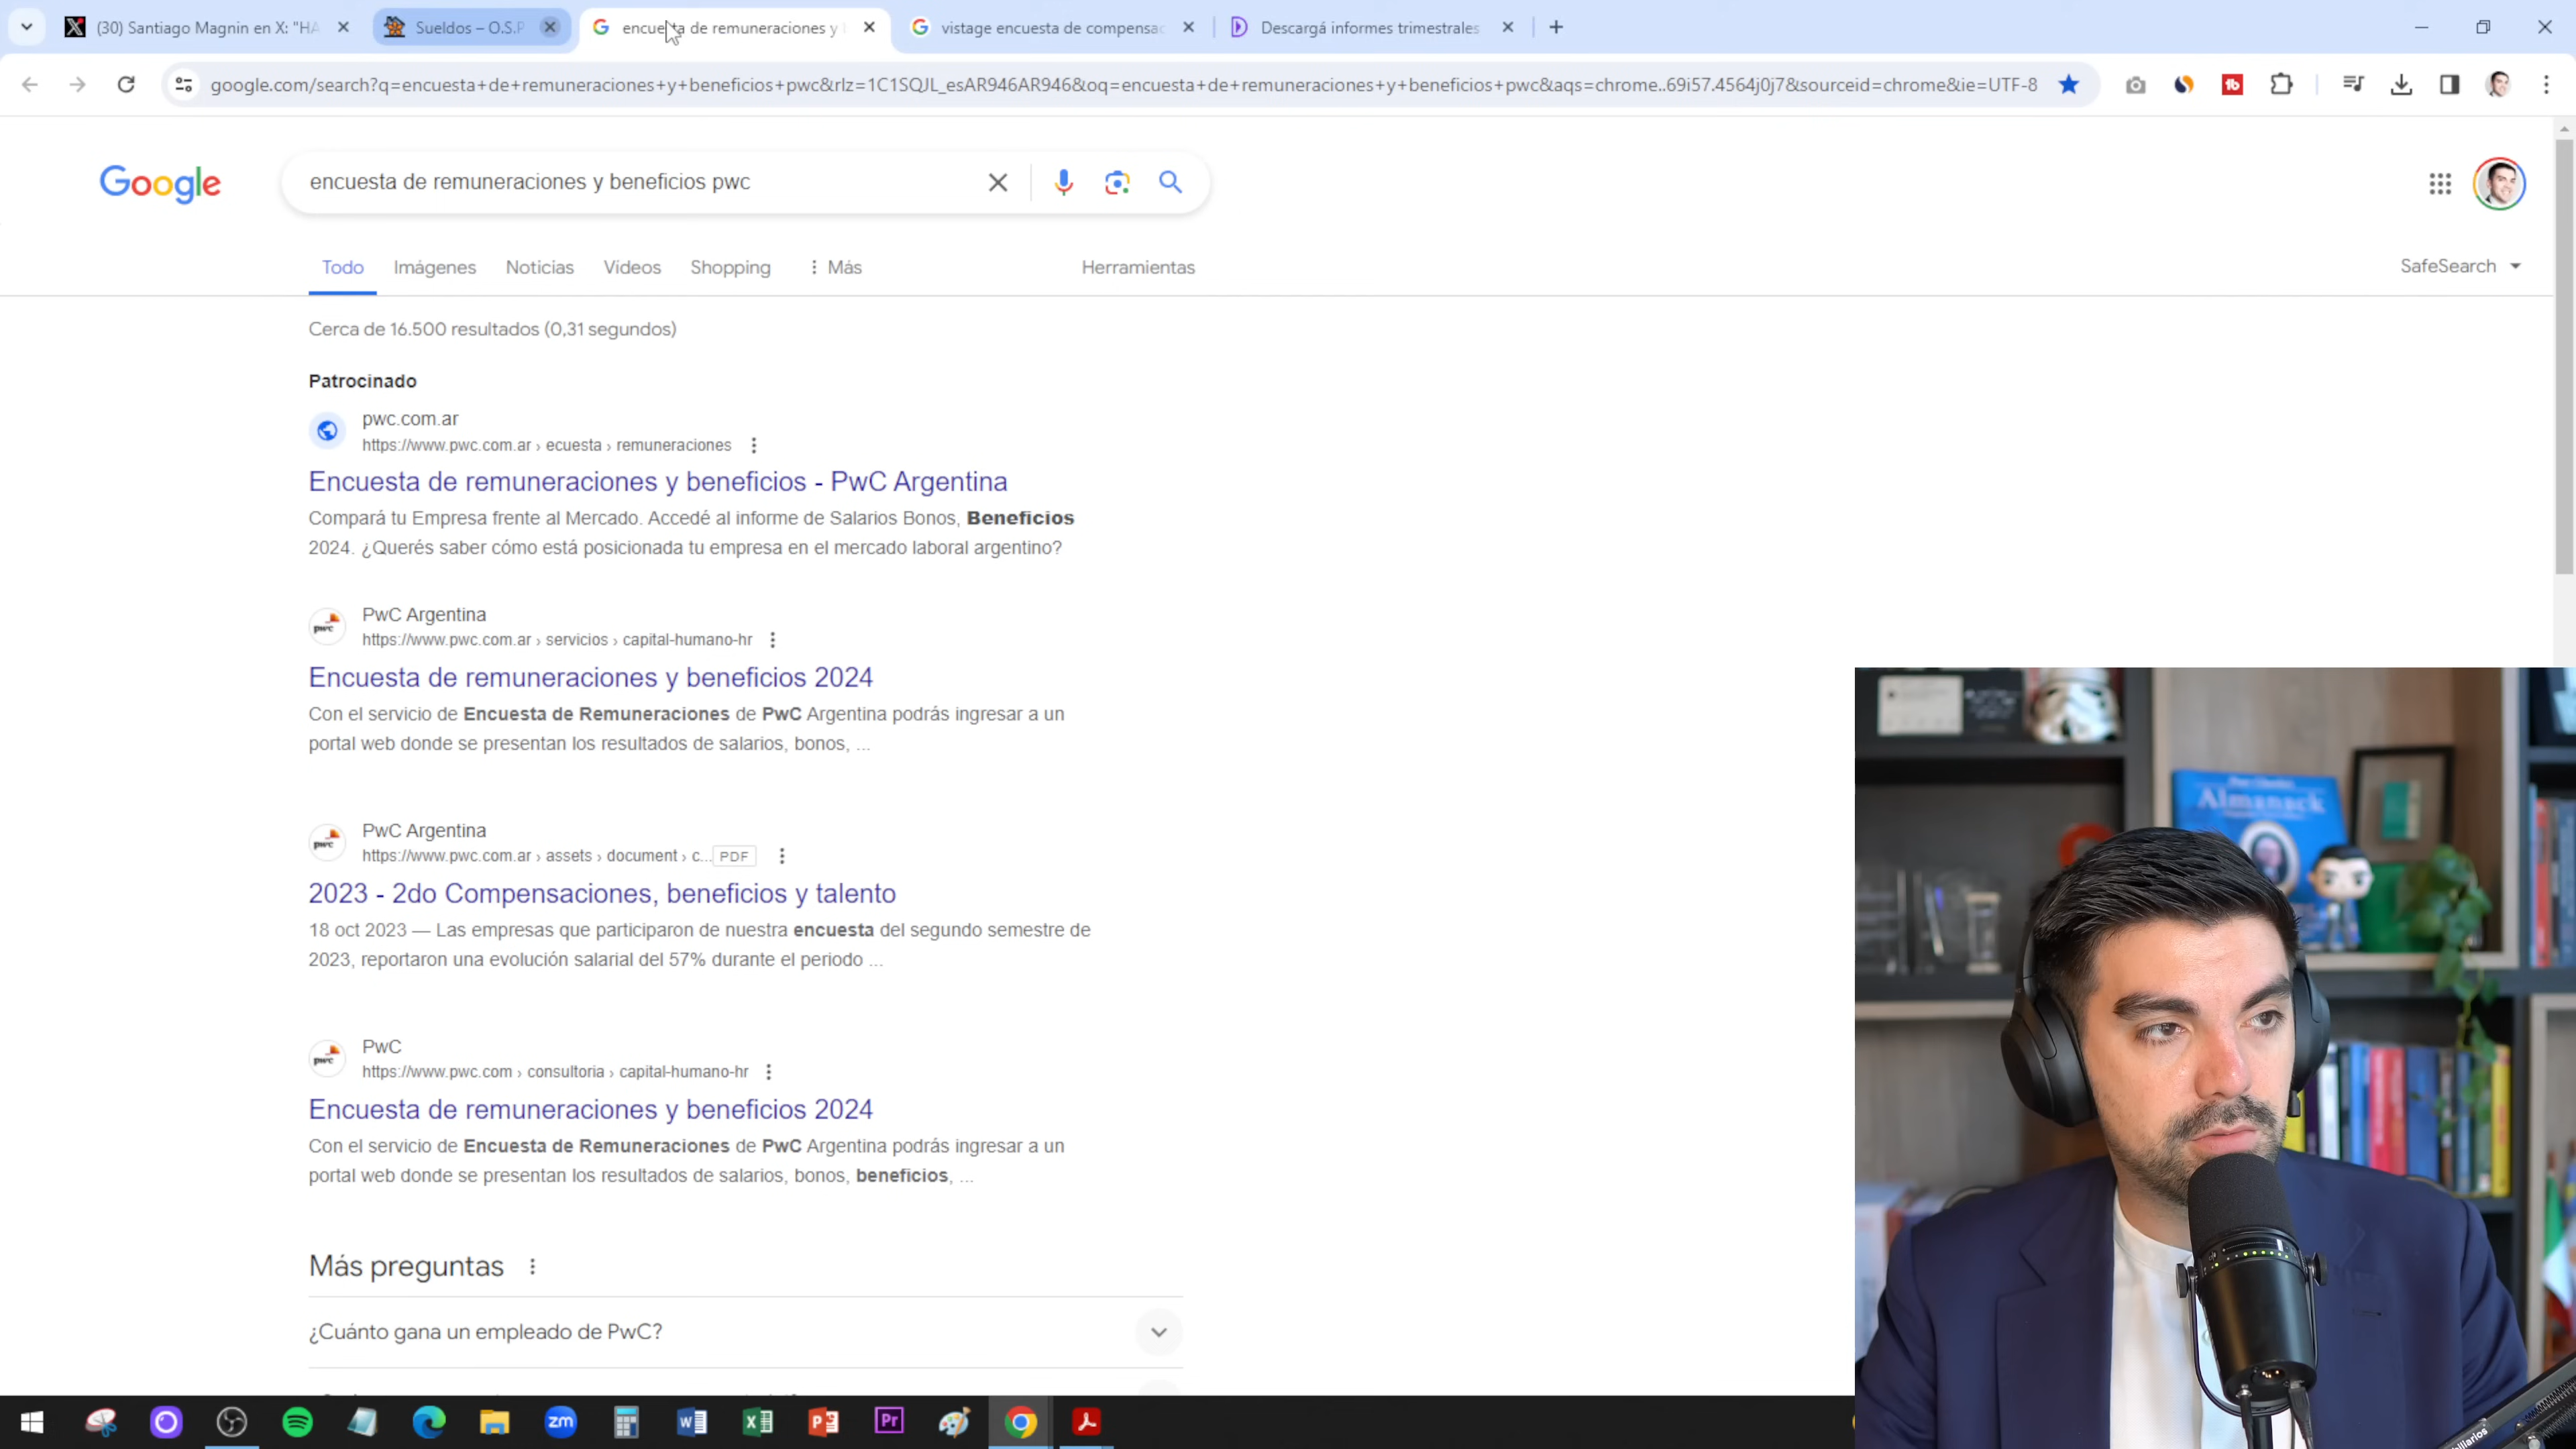 (30) Santiago Magnin en X: "HA
Sueldos – O.S.P
encuesta de remuneraciones y
vistage encuesta de compensac
Descargá informes trimestrales
google.com/search?q=encuesta+de+remuneraciones+y+beneficios+pwc&rlz=1C1SQJL_esAR946AR946&oq=encuesta+de+remuneraciones+y+beneficios+pwc&aqs=chrome..69i57.4564j0j7&sourceid=chrome&ie=UTF-8
Google
encuesta de remuneraciones y beneficios pwc
Todo
Imágenes
Noticias
Videos
Shopping
Más
Herramientas
SafeSearch
Cerca de 16.500 resultados (0,31 segundos)
Patrocinado
pwc.com.ar
https://www.pwc.com.ar › ecuesta › remuneraciones
Encuesta de remuneraciones y beneficios - PwC Argentina
Compará tu Empresa frente al Mercado. Accedé al informe de Salarios Bonos, Beneficios
2024. ¿Querés saber cómo está posicionada tu empresa en el mercado laboral argentino?
pwc
PwC Argentina
https://www.pwc.com.ar › servicios › capital-humano-hr
Encuesta de remuneraciones y beneficios 2024
Con el servicio de Encuesta de Remuneraciones de PwC Argentina podrás ingresar a un
portal web donde se presentan los resultados de salarios, bonos, ...
pwc
PwC Argentina
https://www.pwc.com.ar › assets › document › c... PDF
2023 - 2do Compensaciones, beneficios y talento
18 oct 2023 — Las empresas que participaron de nuestra encuesta del segundo semestre de
2023, reportaron una evolución salarial del 57% durante el periodo ...
pwc
PwC
https://www.pwc.com › consultoria › capital-humano-hr
Encuesta de remuneraciones y beneficios 2024
Con el servicio de Encuesta de Remuneraciones de PwC Argentina podrás ingresar a un
portal web donde se presentan los resultados de salarios, bonos, beneficios, ...
Más preguntas
¿Cuánto gana un empleado de PwC?
Almanack
zm
Pr